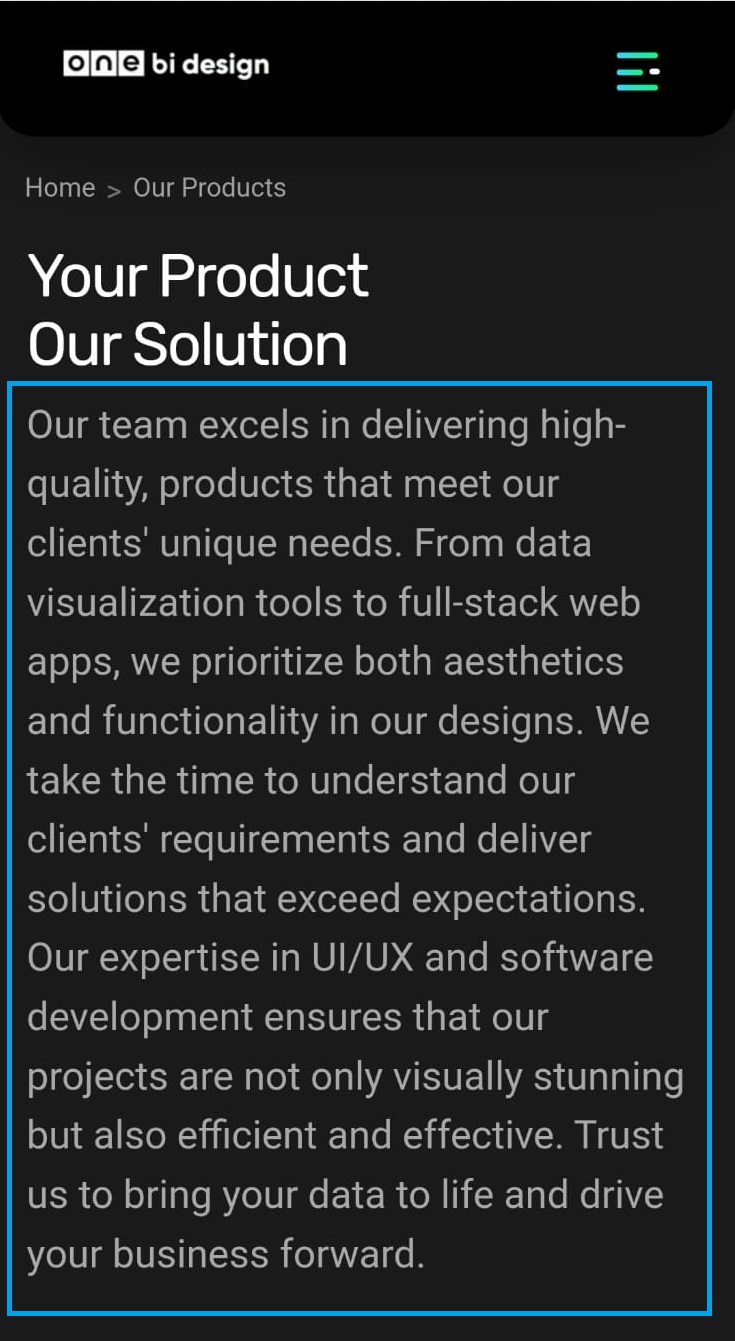 one bi design
Home > Our Products
Your Product
Our Solution
Our team excels in delivering high-
quality, products that meet our
clients' unique needs. From data
visualization tools to full-stack web
apps, we prioritize both aesthetics
and functionality in our designs. We
take the time to understand our
clients' requirements and deliver
solutions that exceed expectations.
Our expertise in UI/UX and software
development ensures that our
projects are not only visually stunning
but also efficient and effective. Trust
us to bring your data to life and drive
your business forward.